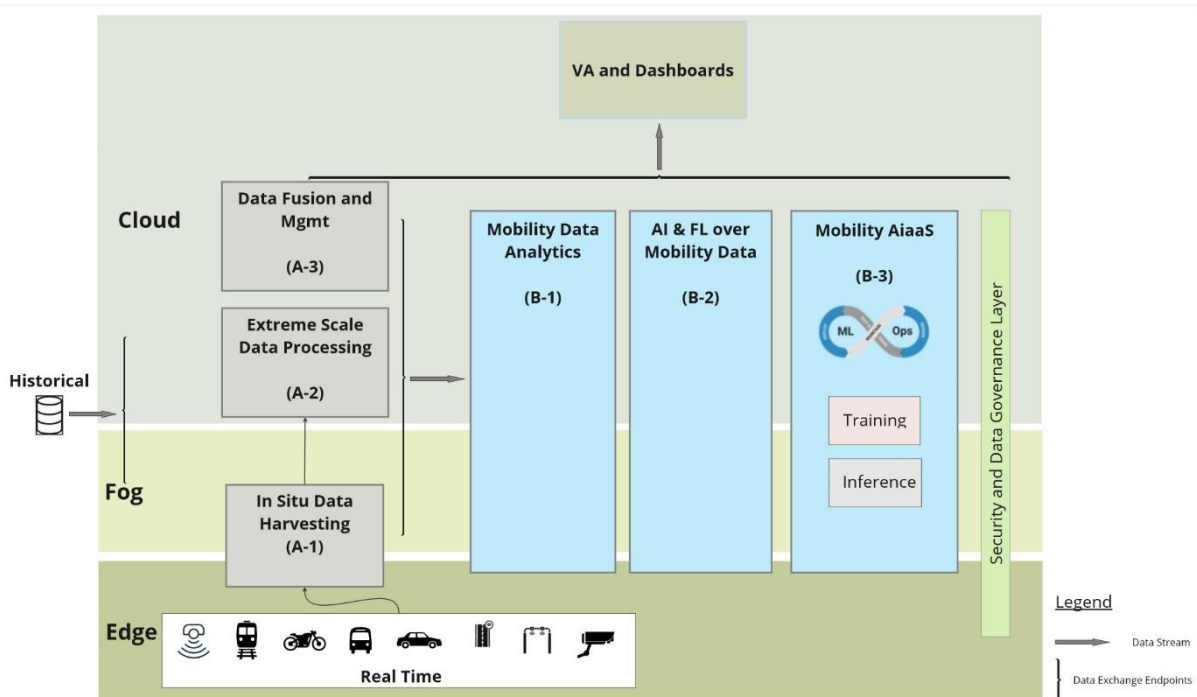 VA and Dashboards
Cloud
Data Fusion and
Mgmt
(A-3)
Extreme Scale
Data Processing
(A-2)
Mobility Data
Analytics
(B-1)
AI & FL over
Mobility Data
(B-2)
Mobility AiaaS
(B-3)
ML
Ops
Training
Inference
Security and Data Governance Layer
Historical
Fog
In Situ Data
Harvesting
(A-1)
Edge
Real Time
Legend
Data Stream
Data Exchange Endpoints